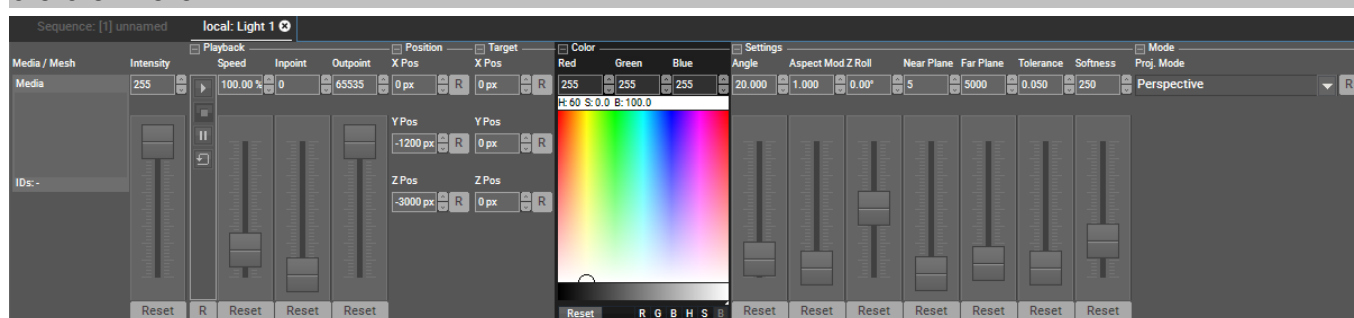 Sequence: [1] unnamed local: Light 1
Playback Position Target Color Settings Mode
Media / Mesh Intensity Speed Inpoint Outpoint X Pos X Pos Red Green Blue Angle Aspect Mod Z Roll Near Plane Far Plane Tolerance Softness Proj. Mode
Media 255 100.00 % 0 65535 0 px R 0 px R 255 255 255 20.000 1.000 0.00° 5 5000 0.050 250 Perspective R
H: 60 S: 0.0 B: 100.0
Y Pos Y Pos
-1200 px R 0 px R
IDs: - Z Pos Z Pos
-3000 px R 0 px R
Reset R Reset Reset Reset Reset R G B H S B Reset Reset Reset Reset Reset Reset Reset